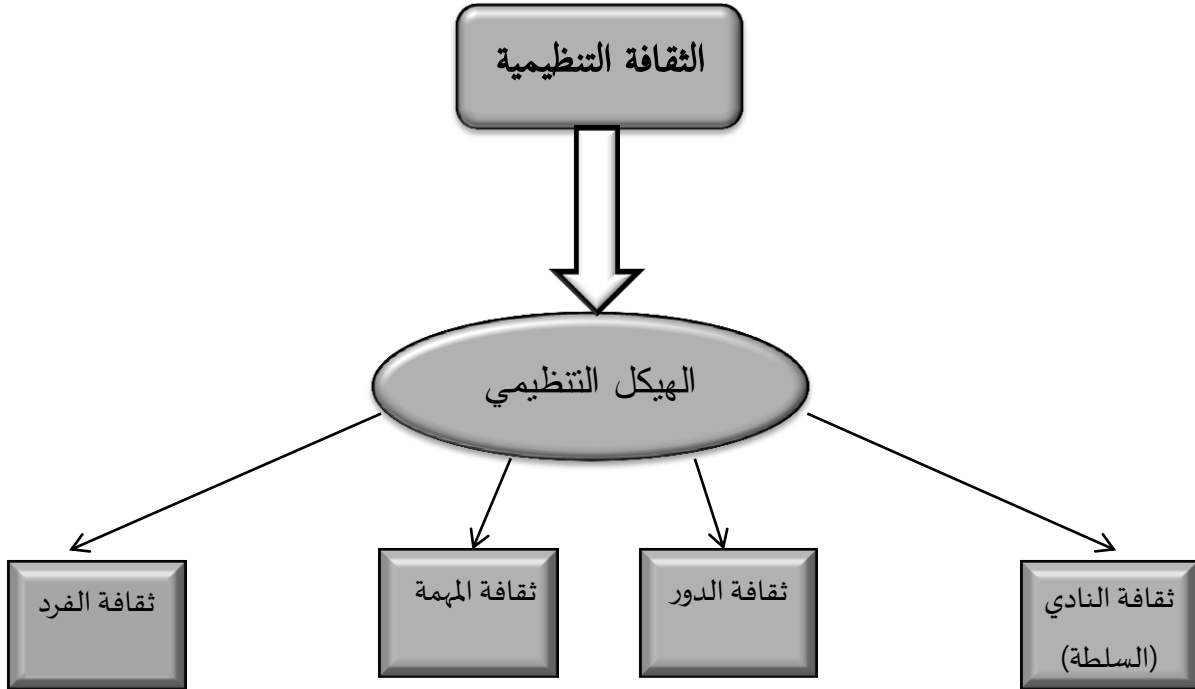 الثقافة التنظيمية
الهيكل التنظيمي
ثقافة النادي
(السلطة)
ثقافة الدور
ثقافة المهمة
ثقافة الفرد